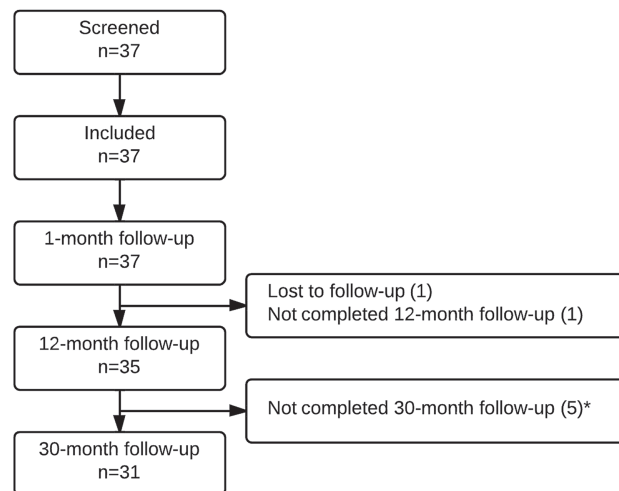 Screened
n=37
Included
n=37
1-month follow-up
n=37
Lost to follow-up (1)
Not completed 12-month follow-up (1)
12-month follow-up
n=35
Not completed 30-month follow-up (5)*
30-month follow-up
n=31